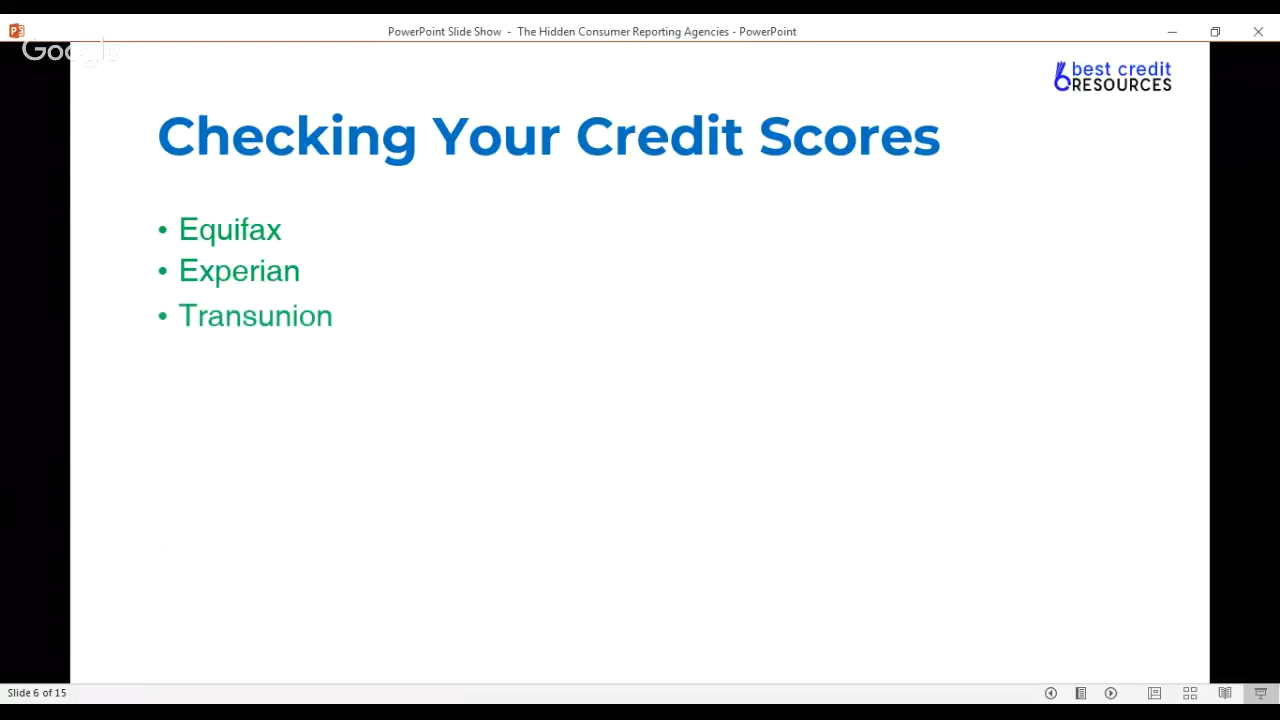 PowerPoint Slide Show - The Hidden Consumer Reporting Agencies - PowerPoint
Google
best credit
RESOURCES
Checking Your Credit Scores
• Equifax
• Experian
• Transunion
Slide 6 of 15